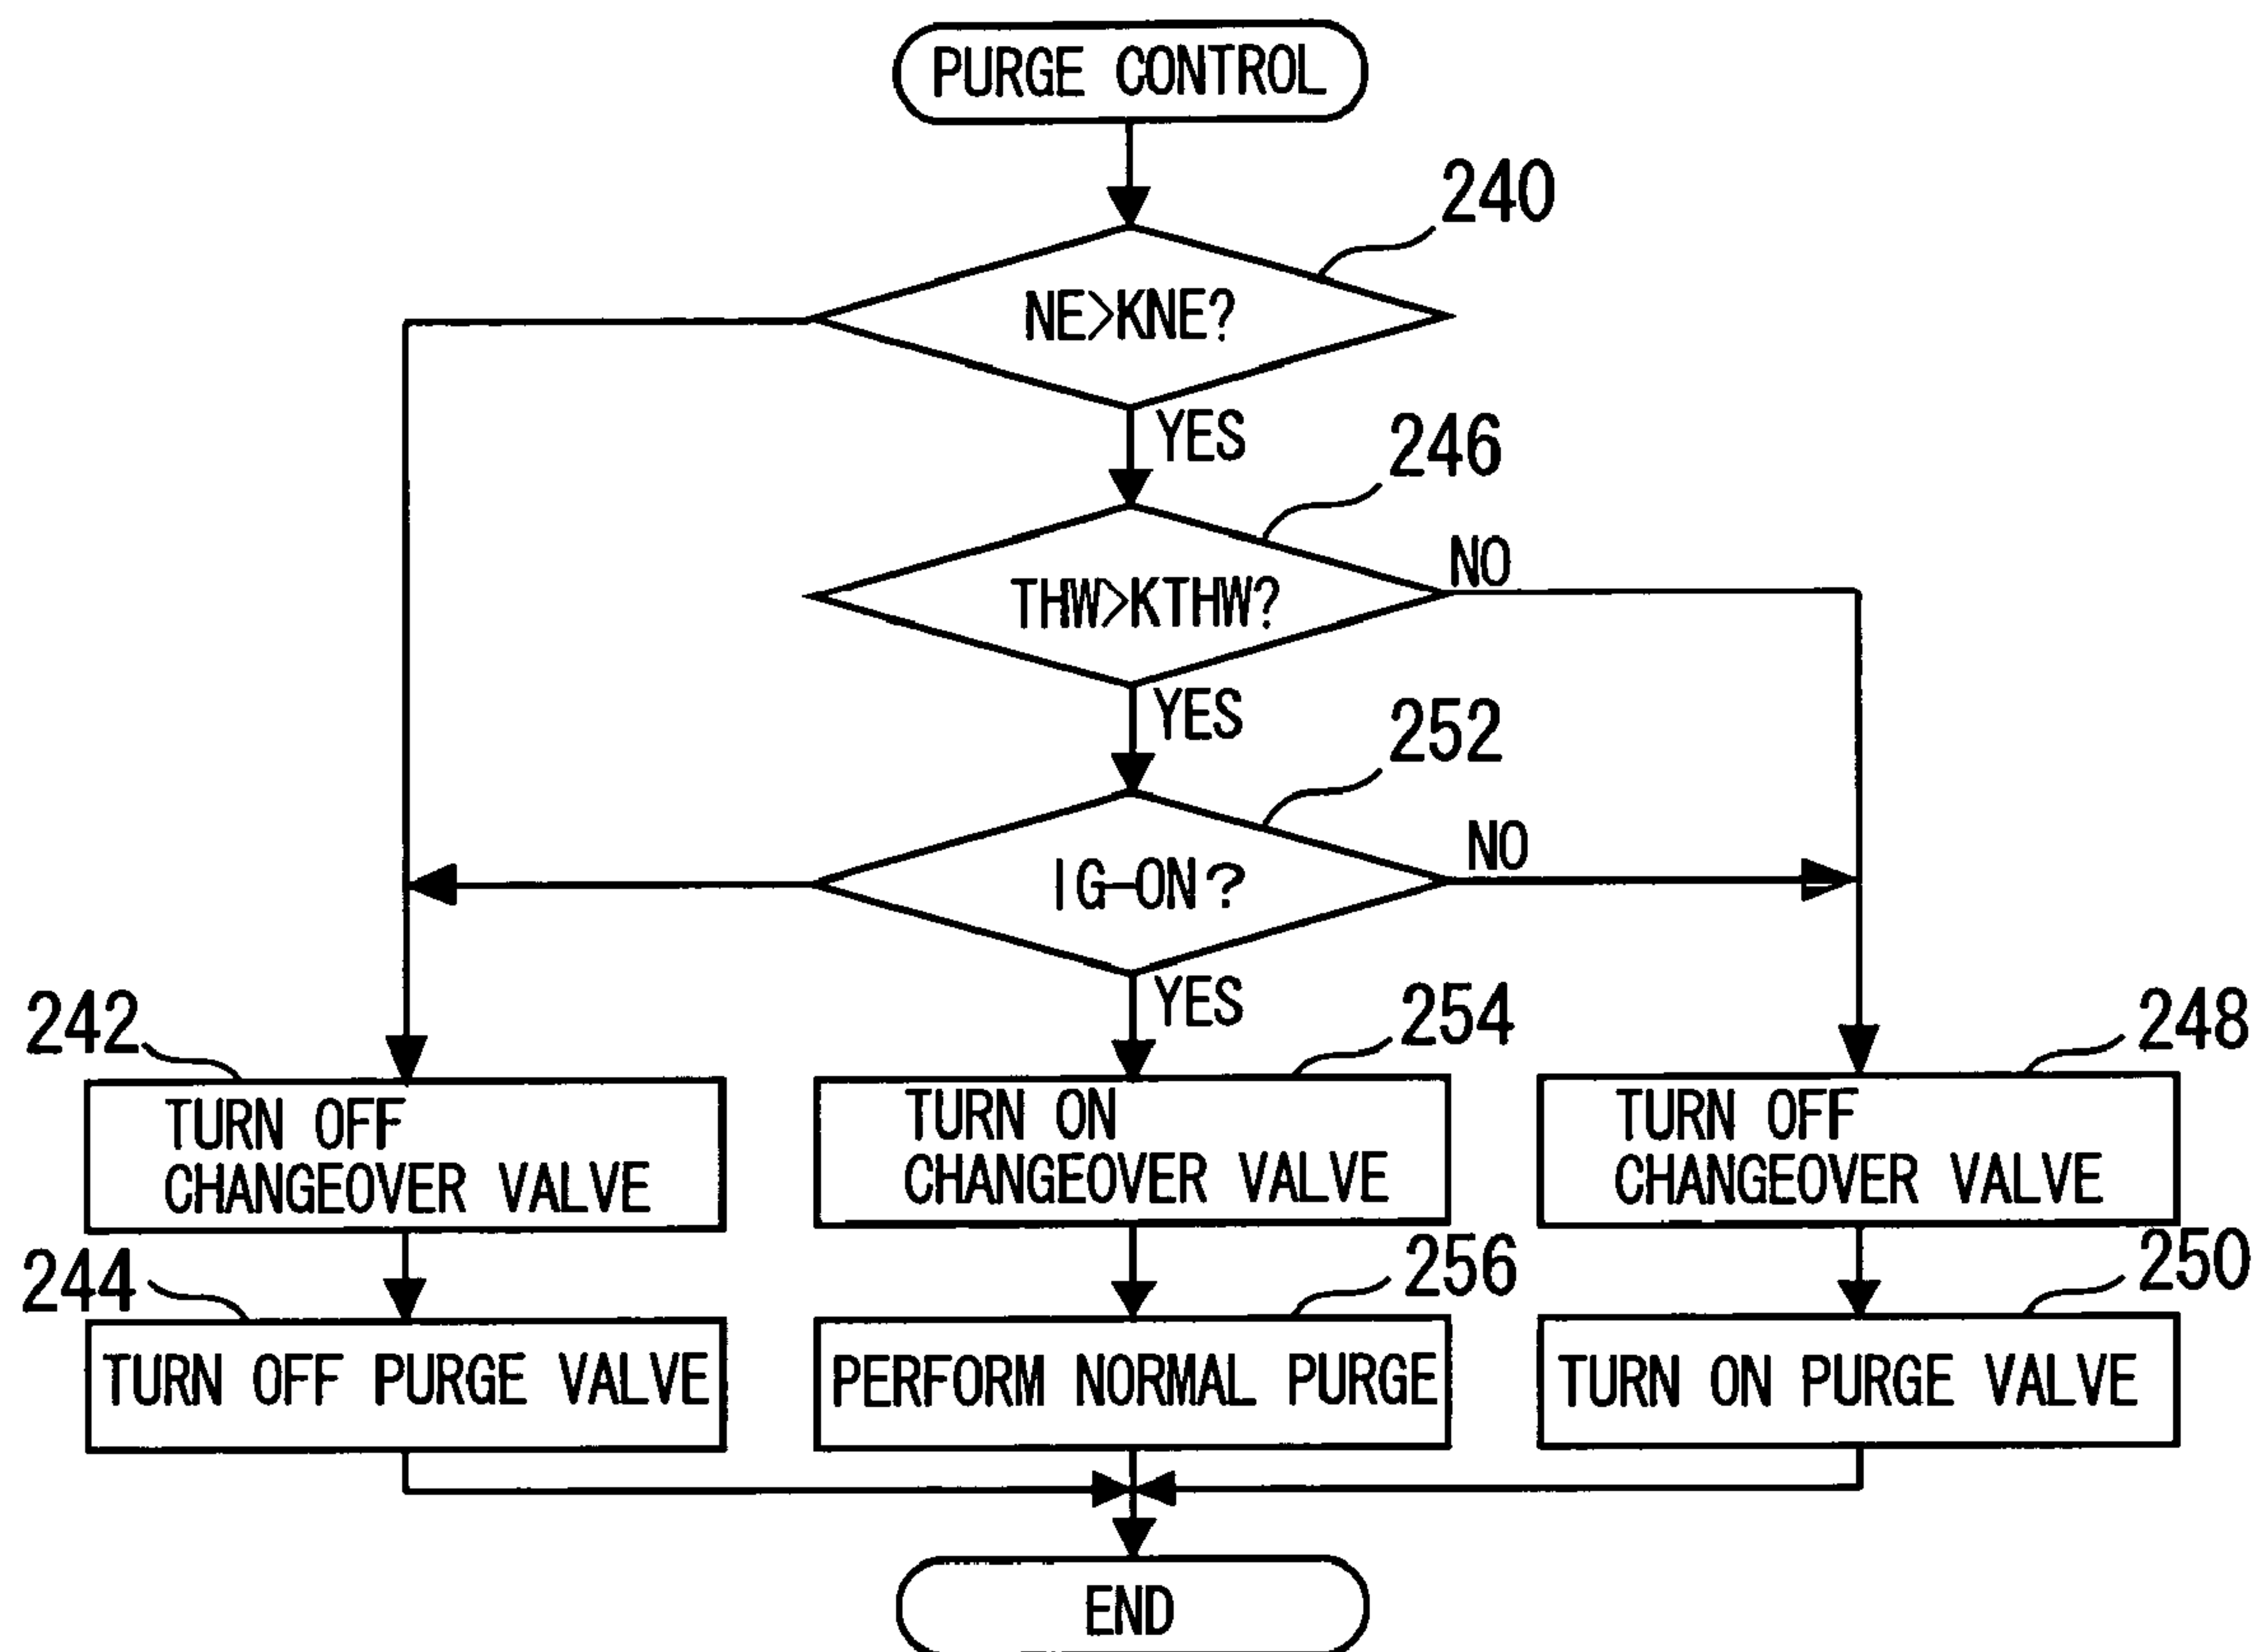 PURGE CONTROL
240
NE>KNE?
YES
246
THW>KTHW?
NO
YES
252
IG-ON?
NO
YES
242
254
248
TURN OFF
CHANGEOVER VALVE
TURN ON
CHANGEOVER VALVE
TURN OFF
CHANGEOVER VALVE
244
256
250
TURN OFF PURGE VALVE
PERFORM NORMAL PURGE
TURN ON PURGE VALVE
END